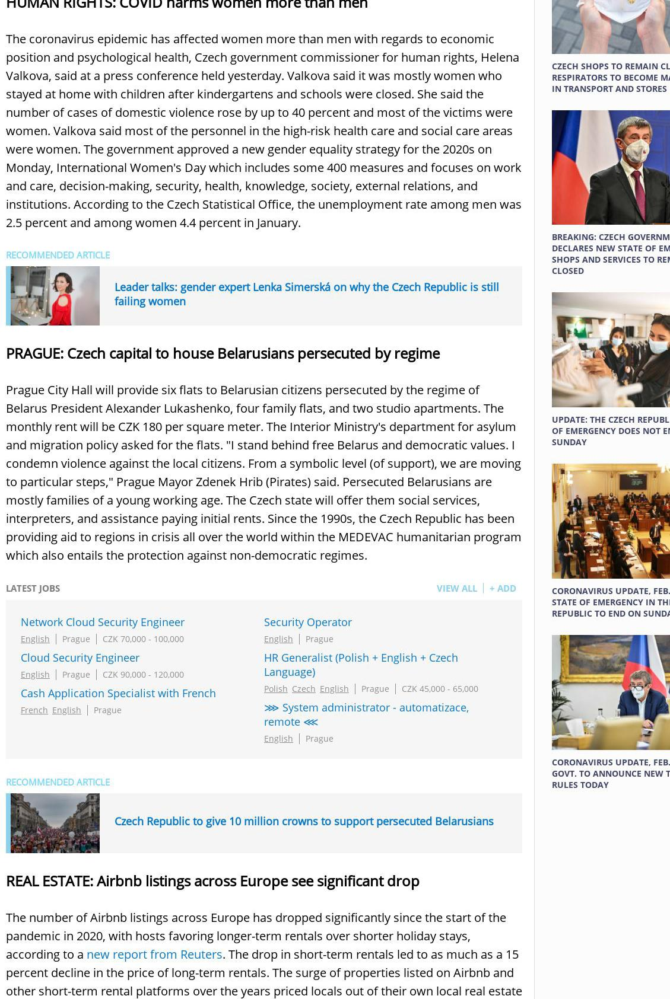 HUMAN RIGHTS: COVID harms women more than men
The coronavirus epidemic has affected women more than men with regards to economic
position and psychological health, Czech government commissioner for human rights, Helena
Valkova, said at a press conference held yesterday. Valkova said it was mostly women who
stayed at home with children after kindergartens and schools were closed. She said the
number of cases of domestic violence rose by up to 40 percent and most of the victims were
women. Valkova said most of the personnel in the high-risk health care and social care areas
were women. The government approved a new gender equality strategy for the 2020s on
Monday, International Women's Day which includes some 400 measures and focuses on work
and care, decision-making, security, health, knowledge, society, external relations, and
institutions. According to the Czech Statistical Office, the unemployment rate among men was
2.5 percent and among women 4.4 percent in January.
RECOMMENDED ARTICLE
Leader talks: gender expert Lenka Simerská on why the Czech Republic is still
failing women
PRAGUE: Czech capital to house Belarusians persecuted by regime
Prague City Hall will provide six flats to Belarusian citizens persecuted by the regime of
Belarus President Alexander Lukashenko, four family flats, and two studio apartments. The
monthly rent will be CZK 180 per square meter. The Interior Ministry's department for asylum
and migration policy asked for the flats. "I stand behind free Belarus and democratic values. I
condemn violence against the local citizens. From a symbolic level (of support), we are moving
to particular steps," Prague Mayor Zdenek Hrib (Pirates) said. Persecuted Belarusians are
mostly families of a young working age. The Czech state will offer them social services,
interpreters, and assistance paying initial rents. Since the 1990s, the Czech Republic has been
providing aid to regions in crisis all over the world within the MEDEVAC humanitarian program
which also entails the protection against non-democratic regimes.
LATEST JOBS
VIEW ALL | + ADD
Network Cloud Security Engineer
English | Prague | CZK 70,000 - 100,000
Cloud Security Engineer
English | Prague | CZK 90,000 - 120,000
Cash Application Specialist with French
French English | Prague
Security Operator
English | Prague
HR Generalist (Polish + English + Czech
Language)
Polish Czech English | Prague | CZK 45,000 - 65,000
⋙ System administrator - automatizace,
remote ⋘
English | Prague
RECOMMENDED ARTICLE
Czech Republic to give 10 million crowns to support persecuted Belarusians
REAL ESTATE: Airbnb listings across Europe see significant drop
The number of Airbnb listings across Europe has dropped significantly since the start of the
pandemic in 2020, with hosts favoring longer-term rentals over shorter holiday stays,
according to a new report from Reuters. The drop in short-term rentals led to as much as a 15
percent decline in the price of long-term rentals. The surge of properties listed on Airbnb and
other short-term rental platforms over the years priced locals out of their own local real estate
CZECH SHOPS TO REMAIN CL
RESPIRATORS TO BECOME MA
IN TRANSPORT AND STORES
BREAKING: CZECH GOVERNM
DECLARES NEW STATE OF EM
SHOPS AND SERVICES TO REM
CLOSED
UPDATE: THE CZECH REPUBL
OF EMERGENCY DOES NOT EN
SUNDAY
CORONAVIRUS UPDATE, FEB.
STATE OF EMERGENCY IN TH
REPUBLIC TO END ON SUNDA
CORONAVIRUS UPDATE, FEB.
GOVT. TO ANNOUNCE NEW T
RULES TODAY